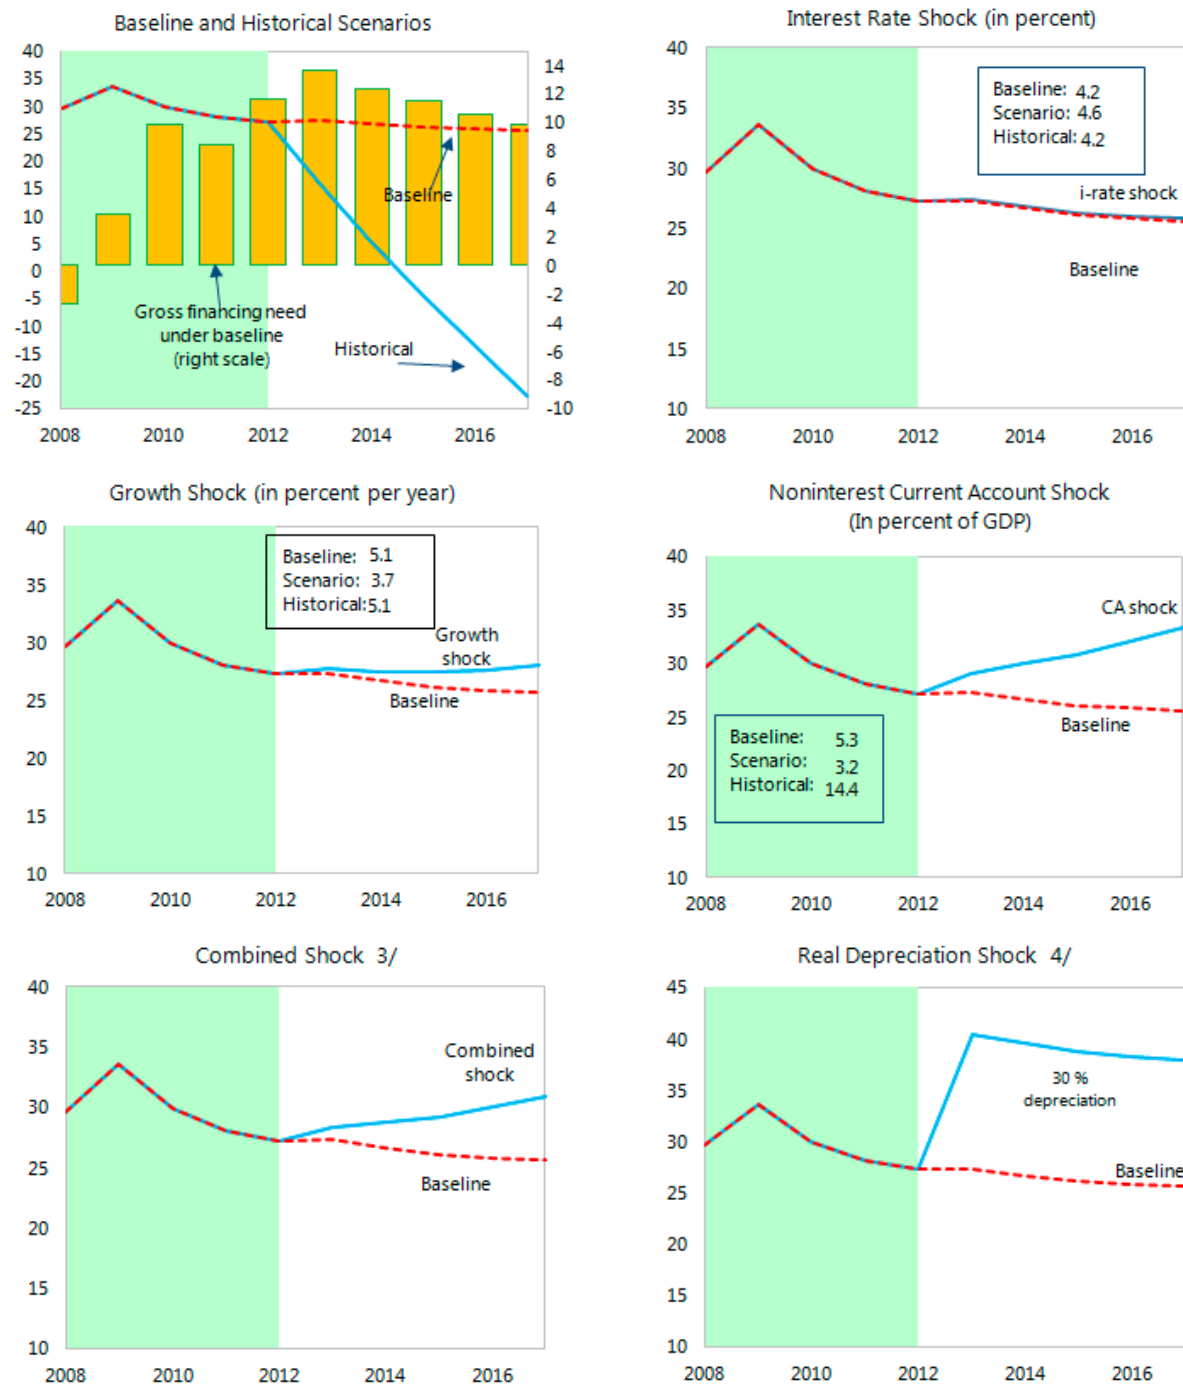 Baseline and Historical Scenarios
40
35
30
25
20
15
10
5
0
-5
-10
-15
-20
-25
14
12
10
8
6
4
2
0
-2
-4
-6
-8
-10
Baseline
Gross financing need
under baseline
(right scale)
Historical
2008 2010 2012 2014 2016
Interest Rate Shock (in percent)
40
35
30
25
20
15
10
Baseline: 4.2
Scenario: 4.6
Historical: 4.2
i-rate shock
Baseline
2008 2010 2012 2014 2016
Growth Shock (in percent per year)
40
35
30
25
20
15
10
Baseline: 5.1
Scenario: 3.7
Historical: 5.1
Growth
shock
Baseline
2008 2010 2012 2014 2016
Noninterest Current Account Shock
(In percent of GDP)
40
35
30
25
20
15
10
CA shock
Baseline
Baseline: 5.3
Scenario: 3.2
Historical: 14.4
2008 2010 2012 2014 2016
Combined Shock 3/
40
35
30
25
20
15
10
Combined
shock
Baseline
2008 2010 2012 2014 2016
Real Depreciation Shock 4/
45
40
35
30
25
20
15
10
30 %
depreciation
Baseline
2008 2010 2012 2014 2016